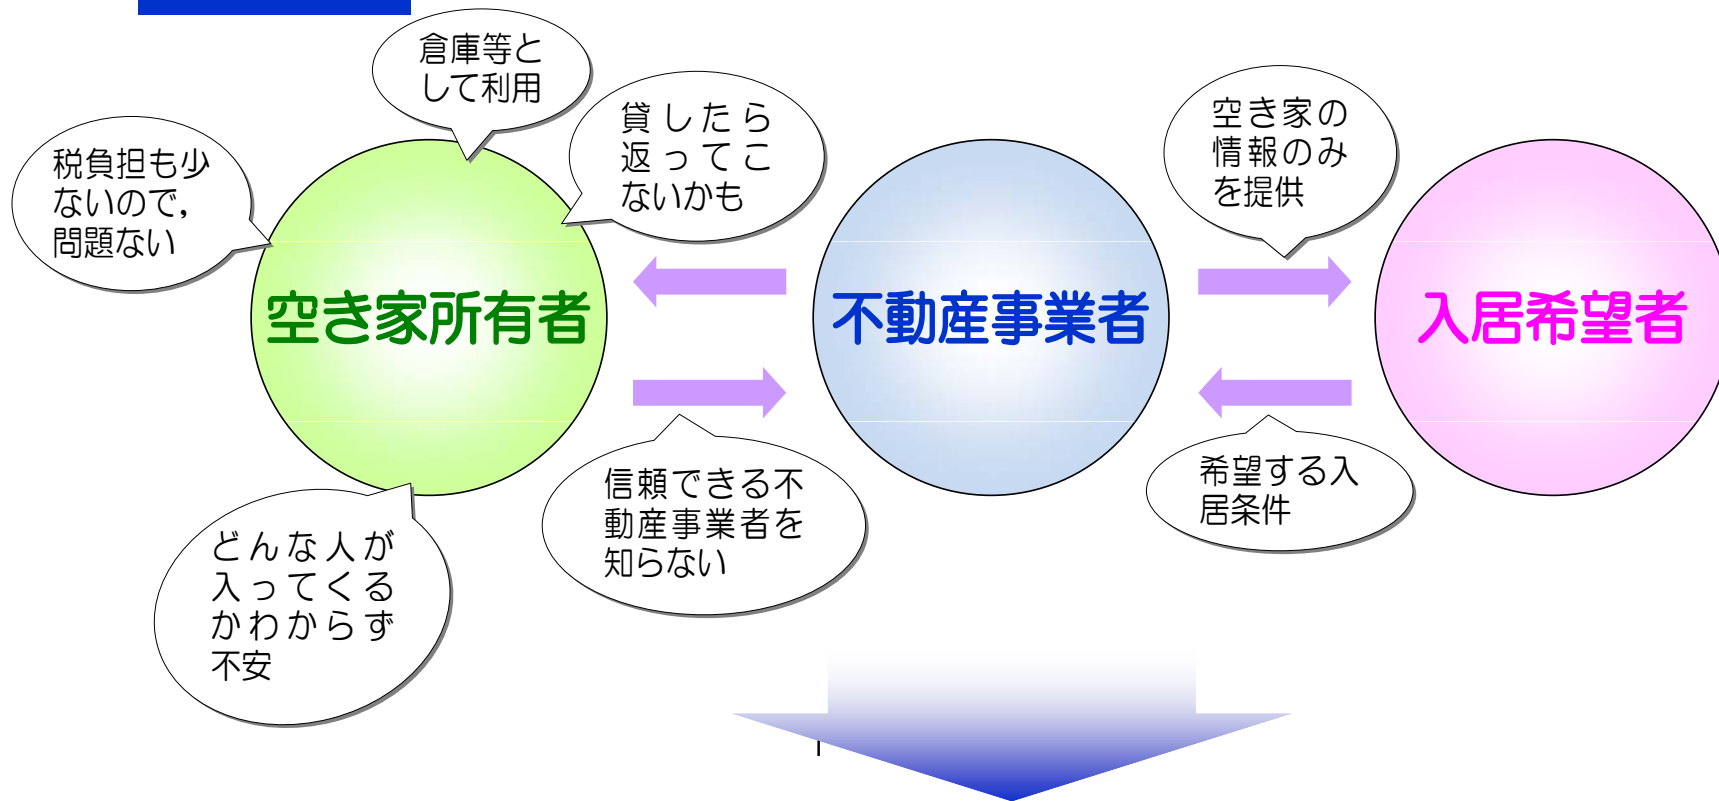 倉庫等と
して利用
貸したら
返ってこ
ないかも
空き家の
情報のみ
を提供
税負担も少
ないので，
問題ない
空き家所有者
不動産事業者
入居希望者
信頼できる不
動産事業者を
知らない
希望する入
居条件
どんな人が
入ってくる
かわからず
不安